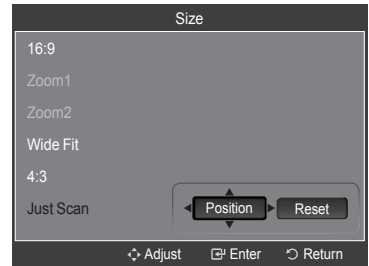 Size
16:9
Zoom1
Zoom2
Wide Fit
4:3
Just Scan Position Reset
Adjust Enter Return